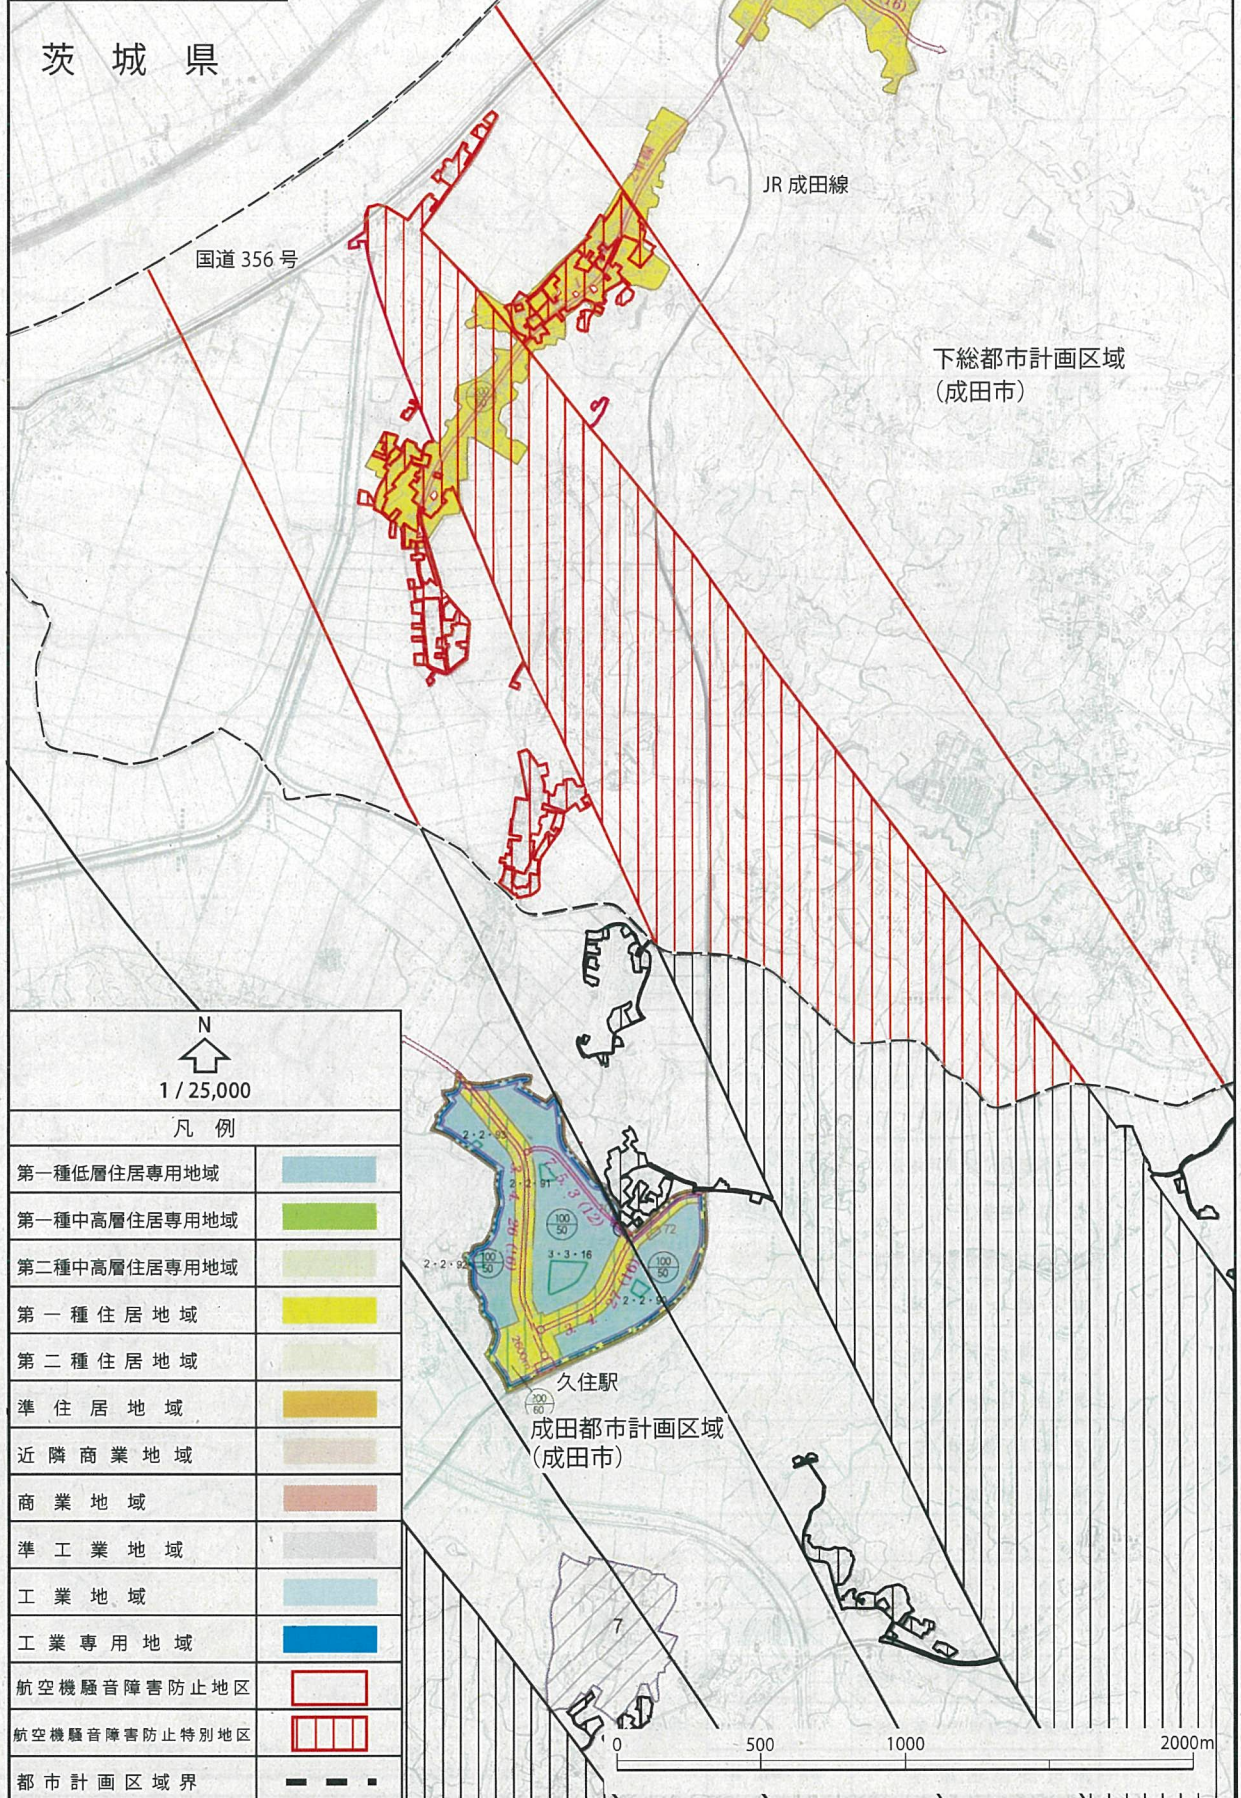 茨城県
国道 356 号
JR 成田線
下総都市計画区域
（成田市）
N
1 / 25,000
凡例
第一種低層住居専用地域
第一種中高層住居専用地域
第二種中高層住居専用地域
第一種住居地域
第二種住居地域
準住居地域
近隣商業地域
商業地域
準工業地域
工業地域
工業専用地域
航空機騒音障害防止地区
航空機騒音障害防止特別地区
都市計画区域界
2・2・93
2・2・91
100
50
3・3・16
100
50
2・2・92
100
50
2・2・90
72
久住駅
200
60
成田都市計画区域
（成田市）
7
0 500 1000 2000m